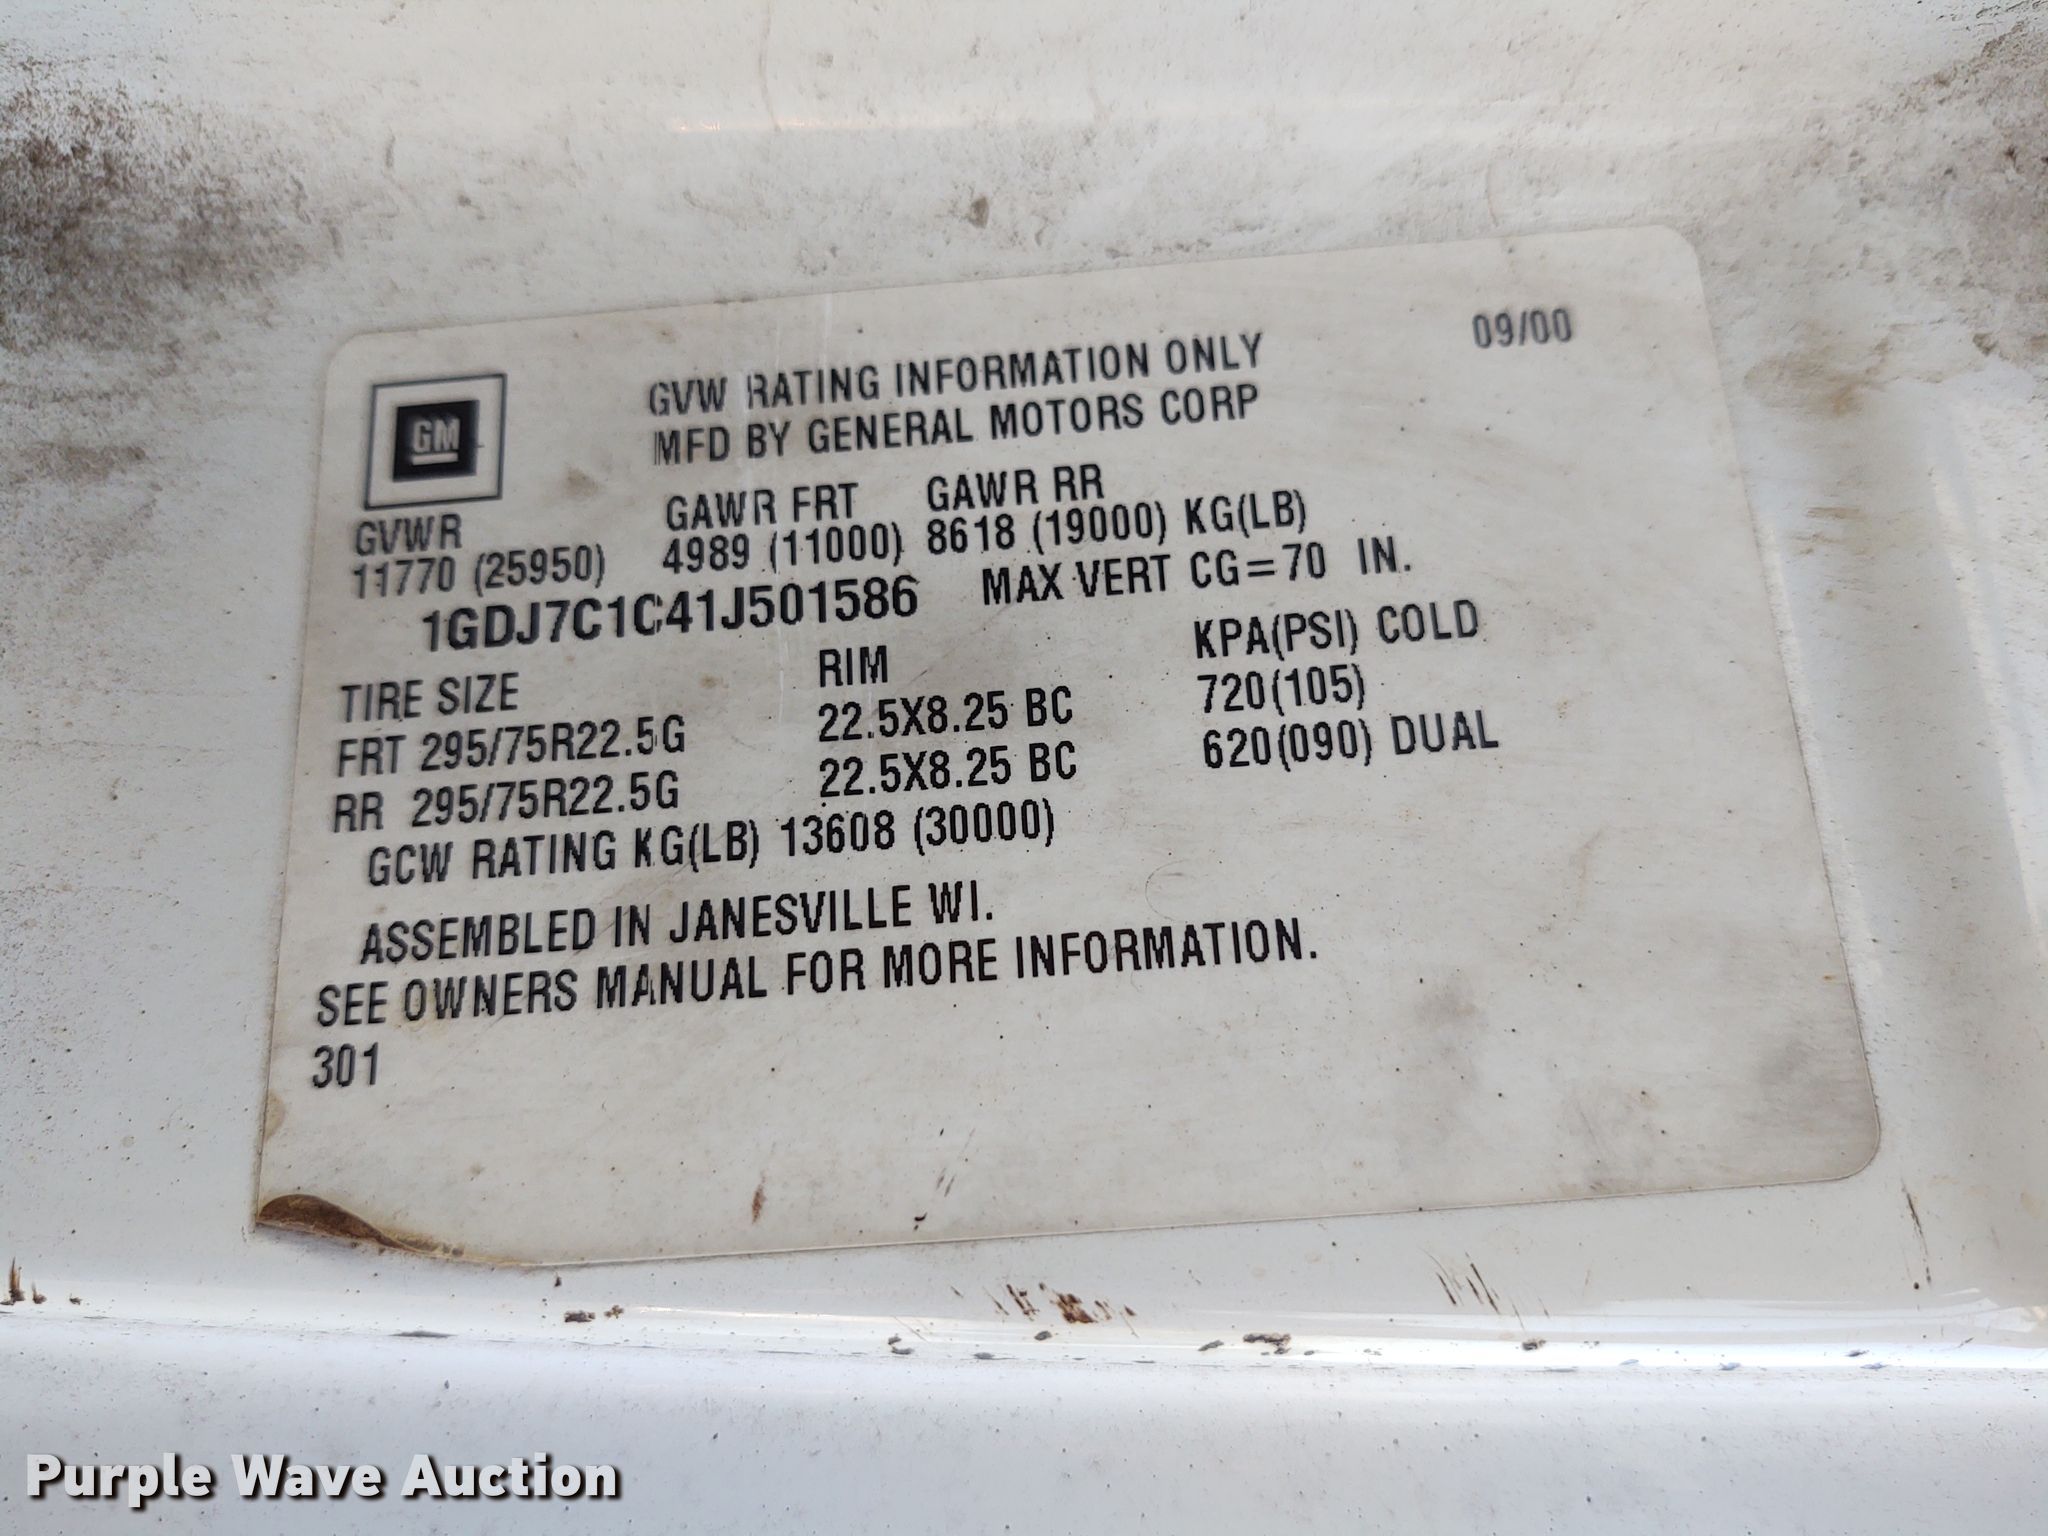 GM
GVW RATING INFORMATION ONLY 09/00
MFD BY GENERAL MOTORS CORP
GVWR GAWR FRT GAWR RR
11770 (25950) 4989 (11000) 8618 (19000) KG(LB)
1GDJ7C1C41J501586 MAX VERT CG=70 IN.
TIRE SIZE RIM KPA(PSI) COLD
FRT 295/75R22.5G 22.5X8.25 BC 720(105)
RR 295/75R22.5G 22.5X8.25 BC 620(090) DUAL
GCW RATING KG(LB) 13608 (30000)
ASSEMBLED IN JANESVILLE WI.
SEE OWNERS MANUAL FOR MORE INFORMATION.
301
Purple Wave Auction